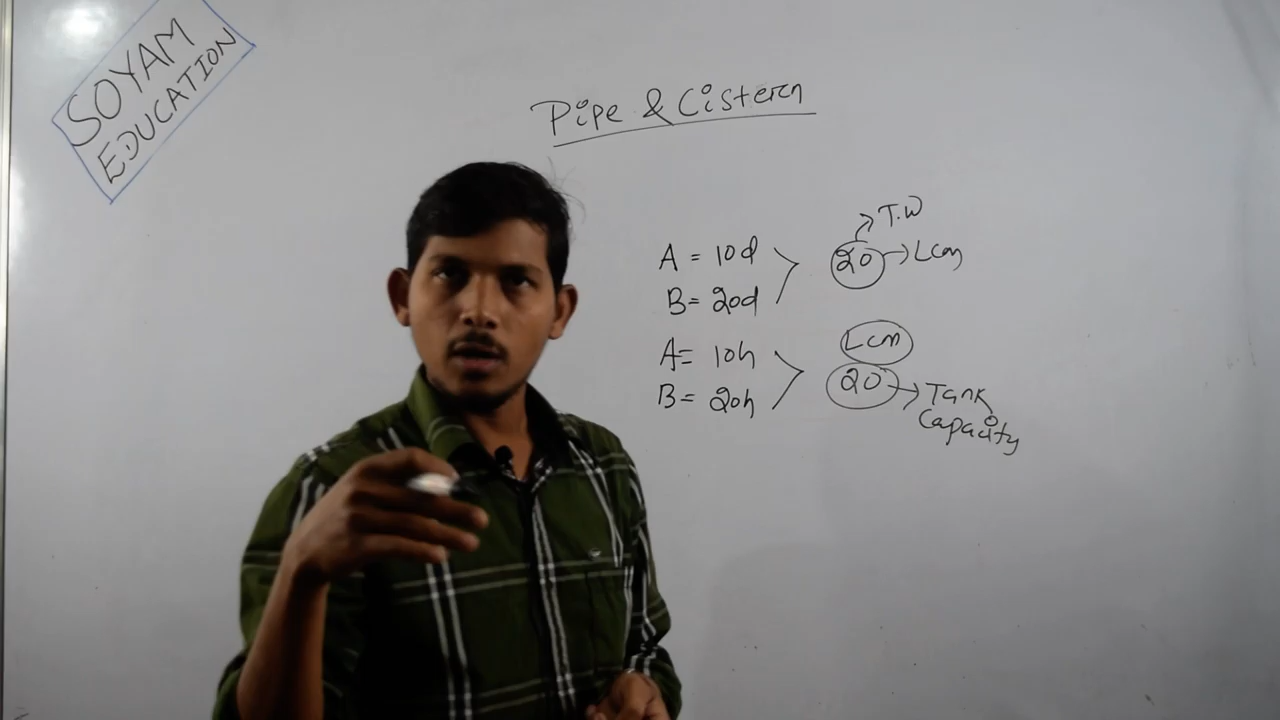 SOYAM
EDUCATION
Pipe & Cistern
T.W
A = 10d
20 → Lcm
B = 20d
Lcm
A = 10h
20 → Tank
B = 20h
Capacity